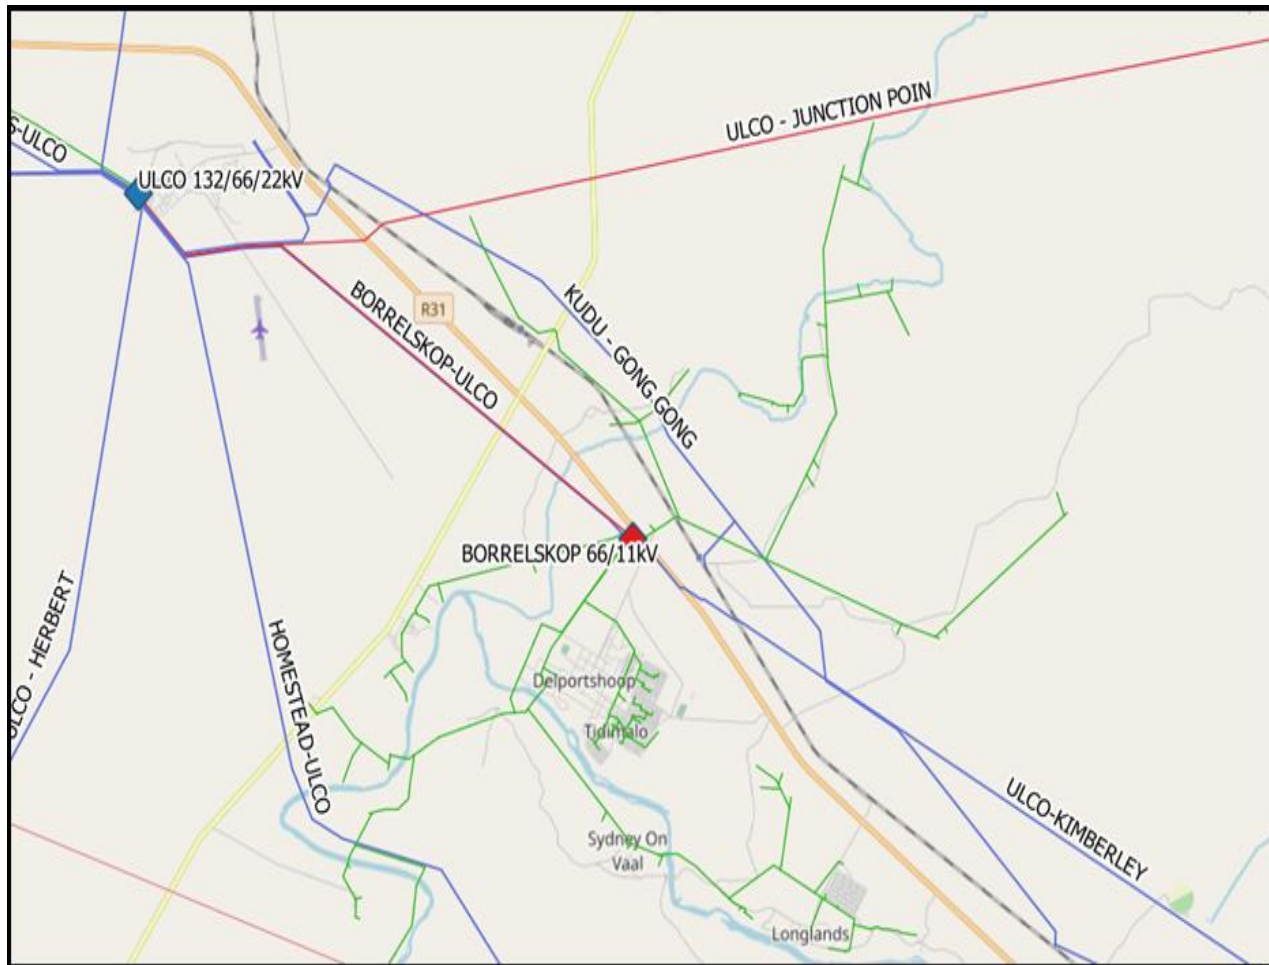 ULCO - JUNCTION POIN
S-ULCO
ULCO 132/66/22kV
BORRELSKOP-ULCO
R31
KUDU - GONG GONG
BORRELSKOP 66/11kV
ULCO - HERBERT
HOMESTEAD-ULCO
Delportshoop
Tidimalo
ULCO-KIMBERLEY
Sydney On
Vaal
Longlands